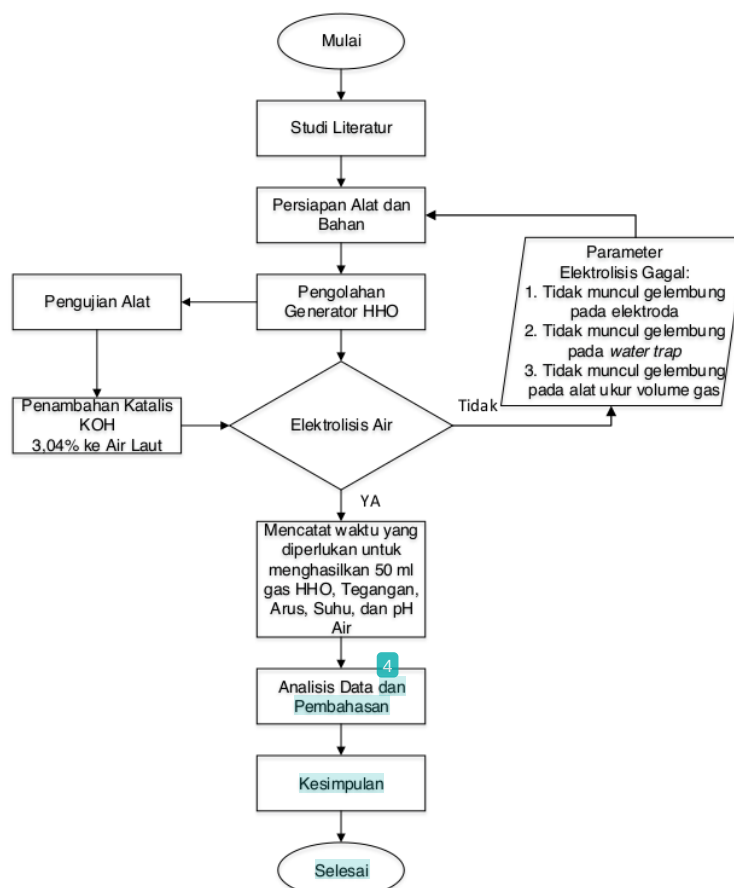 Mulai
Studi Literatur
Persiapan Alat dan
Bahan
Parameter
Elektrolisis Gagal:
1. Tidak muncul gelembung
pada elektroda
2. Tidak muncul gelembung
pada water trap
3. Tidak muncul gelembung
pada alat ukur volume gas
Pengujian Alat
Pengolahan
Generator HHO
Penambahan Katalis
KOH
3,04% ke Air Laut
Elektrolisis Air
Tidak
YA
Mencatat waktu yang
diperlukan untuk
menghasilkan 50 ml
gas HHO, Tegangan,
Arus, Suhu, dan pH
Air
4
Analisis Data dan
Pembahasan
Kesimpulan
Selesai